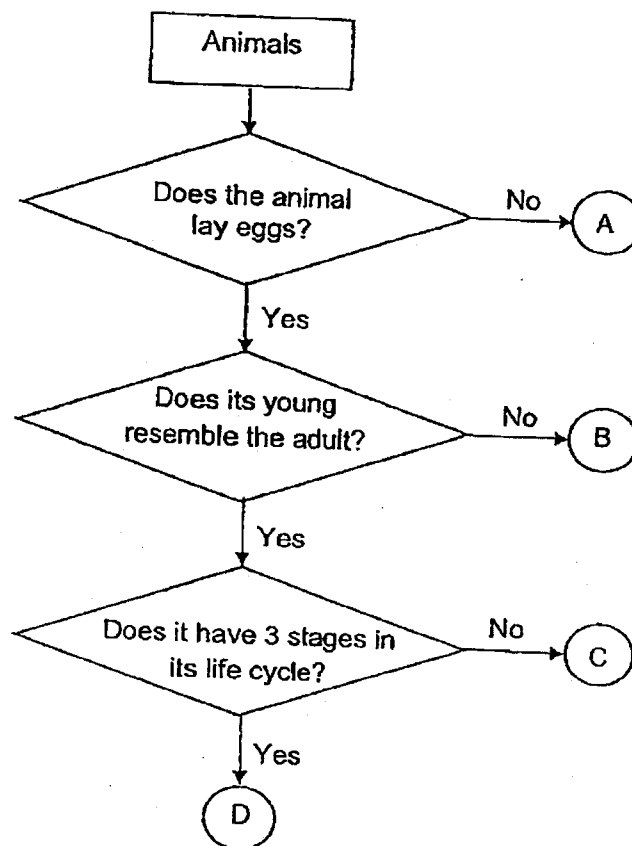 Animals
Does the animal
lay eggs?
No
A
Yes
Does its young
resemble the adult?
No
B
Yes
Does it have 3 stages in
its life cycle?
No
C
Yes
D